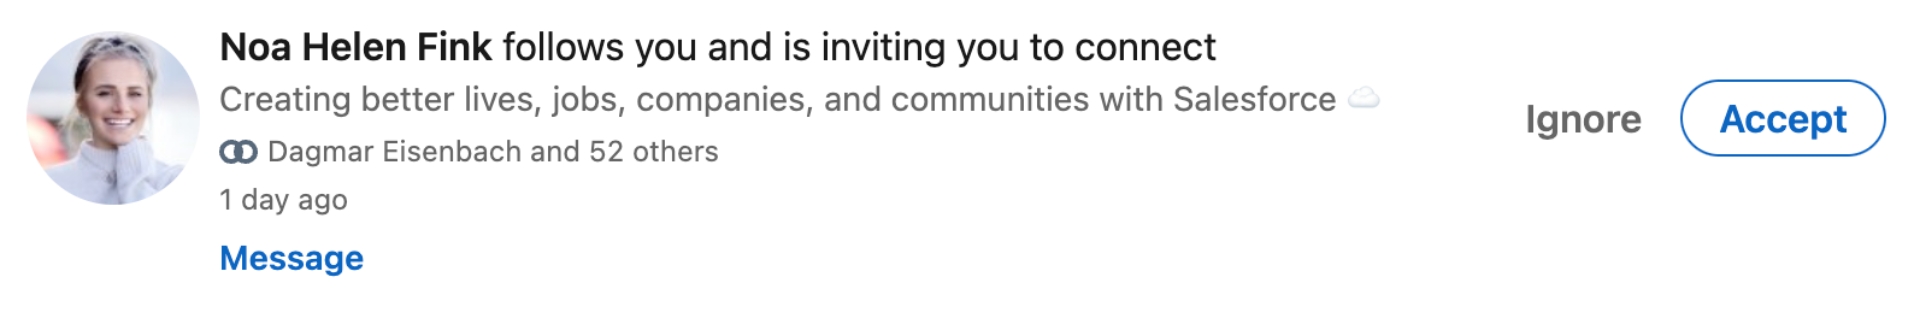 Noa Helen Fink follows you and is inviting you to connect
Creating better lives, jobs, companies, and communities with Salesforce ☁️
Dagmar Eisenbach and 52 others
1 day ago
Message
Ignore
Accept